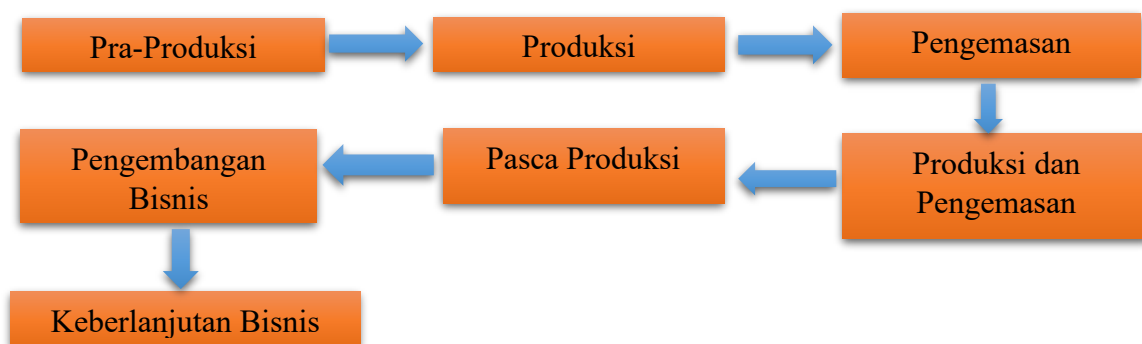 Pra-Produksi
Produksi
Pengemasan
Produksi dan
Pengemasan
Pasca Produksi
Pengembangan
Bisnis
Keberlanjutan Bisnis